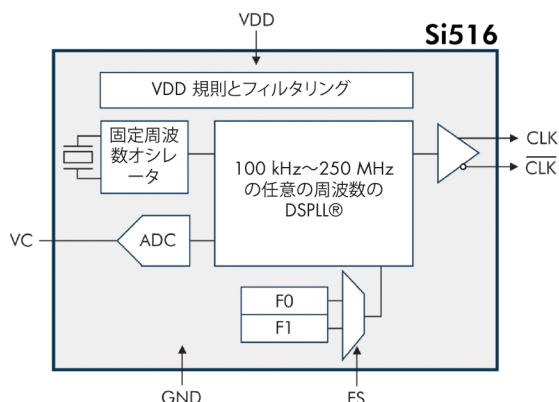 VDD
Si516
VDD 規則とフィルタリング
固定周波
数オシレ
ータ
100 kHz～250 MHz
の任意の周波数の
DSPLL®
CLK
CLK
VC
ADC
F0
F1
GND
FS